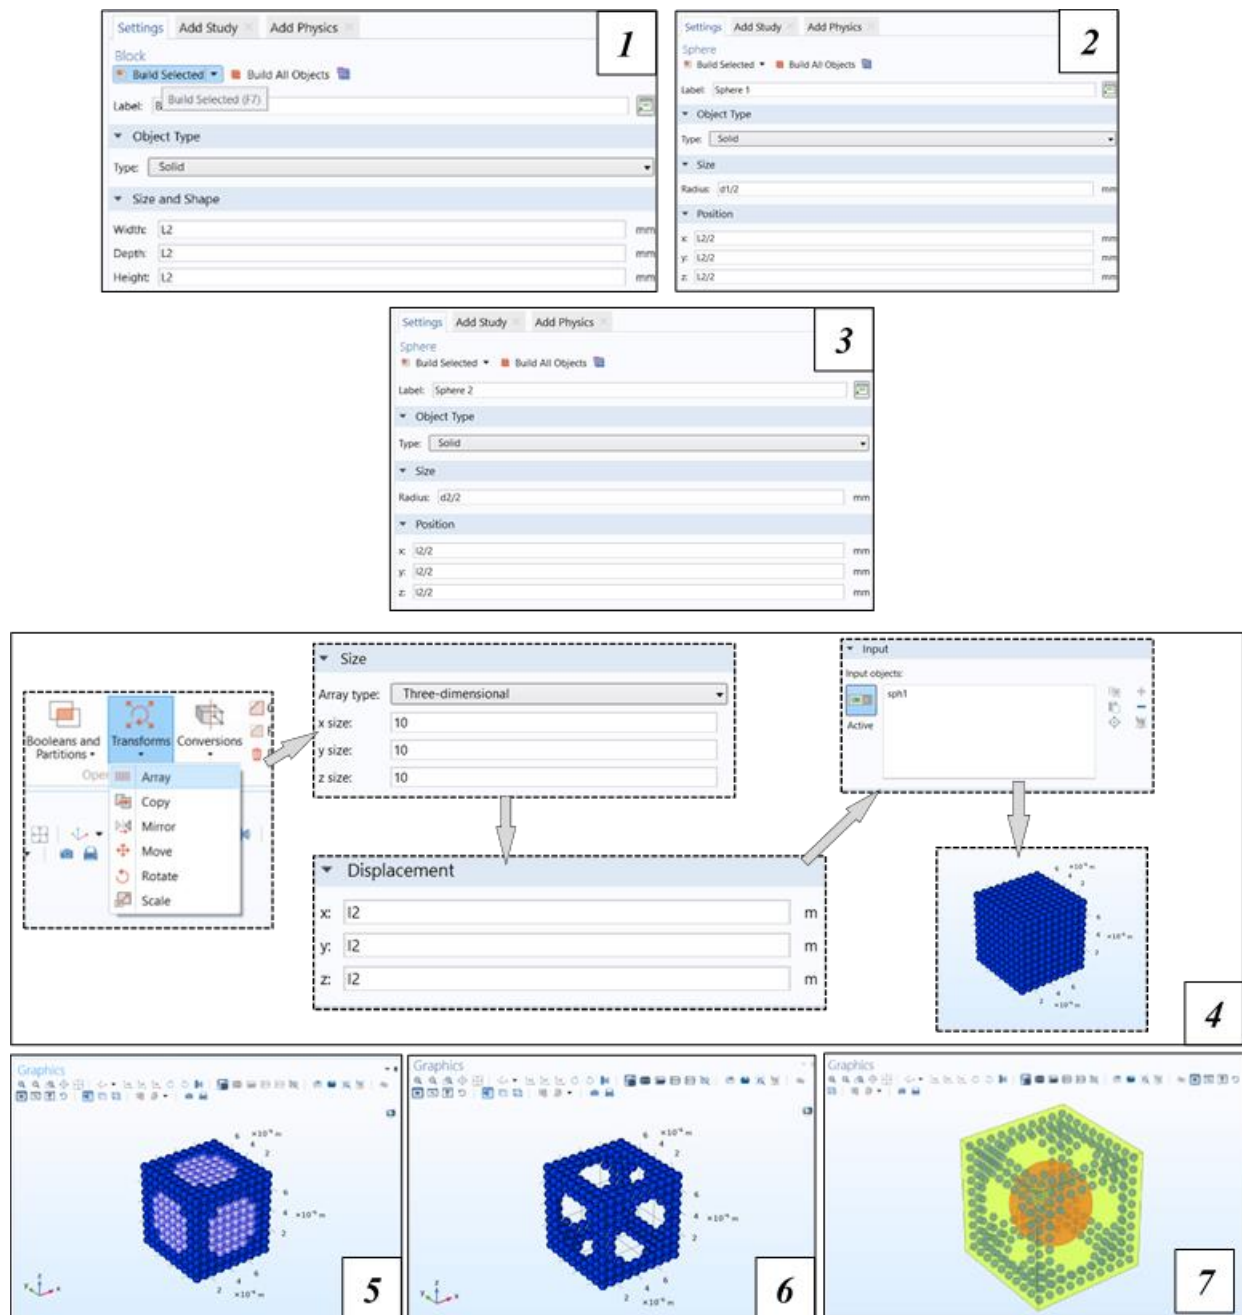 Settings Add Study Add Physics
1
Block
Build Selected Build All Objects
Label: B
Build Selected (F7)
Object Type
Type: Solid
Size and Shape
Width: L2 mm
Depth: L2 mm
Height: L2 mm
Settings Add Study Add Physics
2
Sphere
Build Selected Build All Objects
Label: Sphere 1
Object Type
Type: Solid
Size
Radius: d1/2 mm
Position
x: L2/2 mm
y: L2/2 mm
z: L2/2 mm
Settings Add Study Add Physics
3
Sphere
Build Selected Build All Objects
Label: Sphere 2
Object Type
Type: Solid
Size
Radius: d2/2 mm
Position
x: l2/2 mm
y: l2/2 mm
z: l2/2 mm
Booleans and Partitions
Transforms
Conversions
Array
Copy
Mirror
Move
Rotate
Scale
Size
Array type: Three-dimensional
x size: 10
y size: 10
z size: 10
Displacement
x: l2 m
y: l2 m
z: l2 m
Input
Input objects:
sph1
Active
4
Graphics
5
Graphics
6
Graphics
7